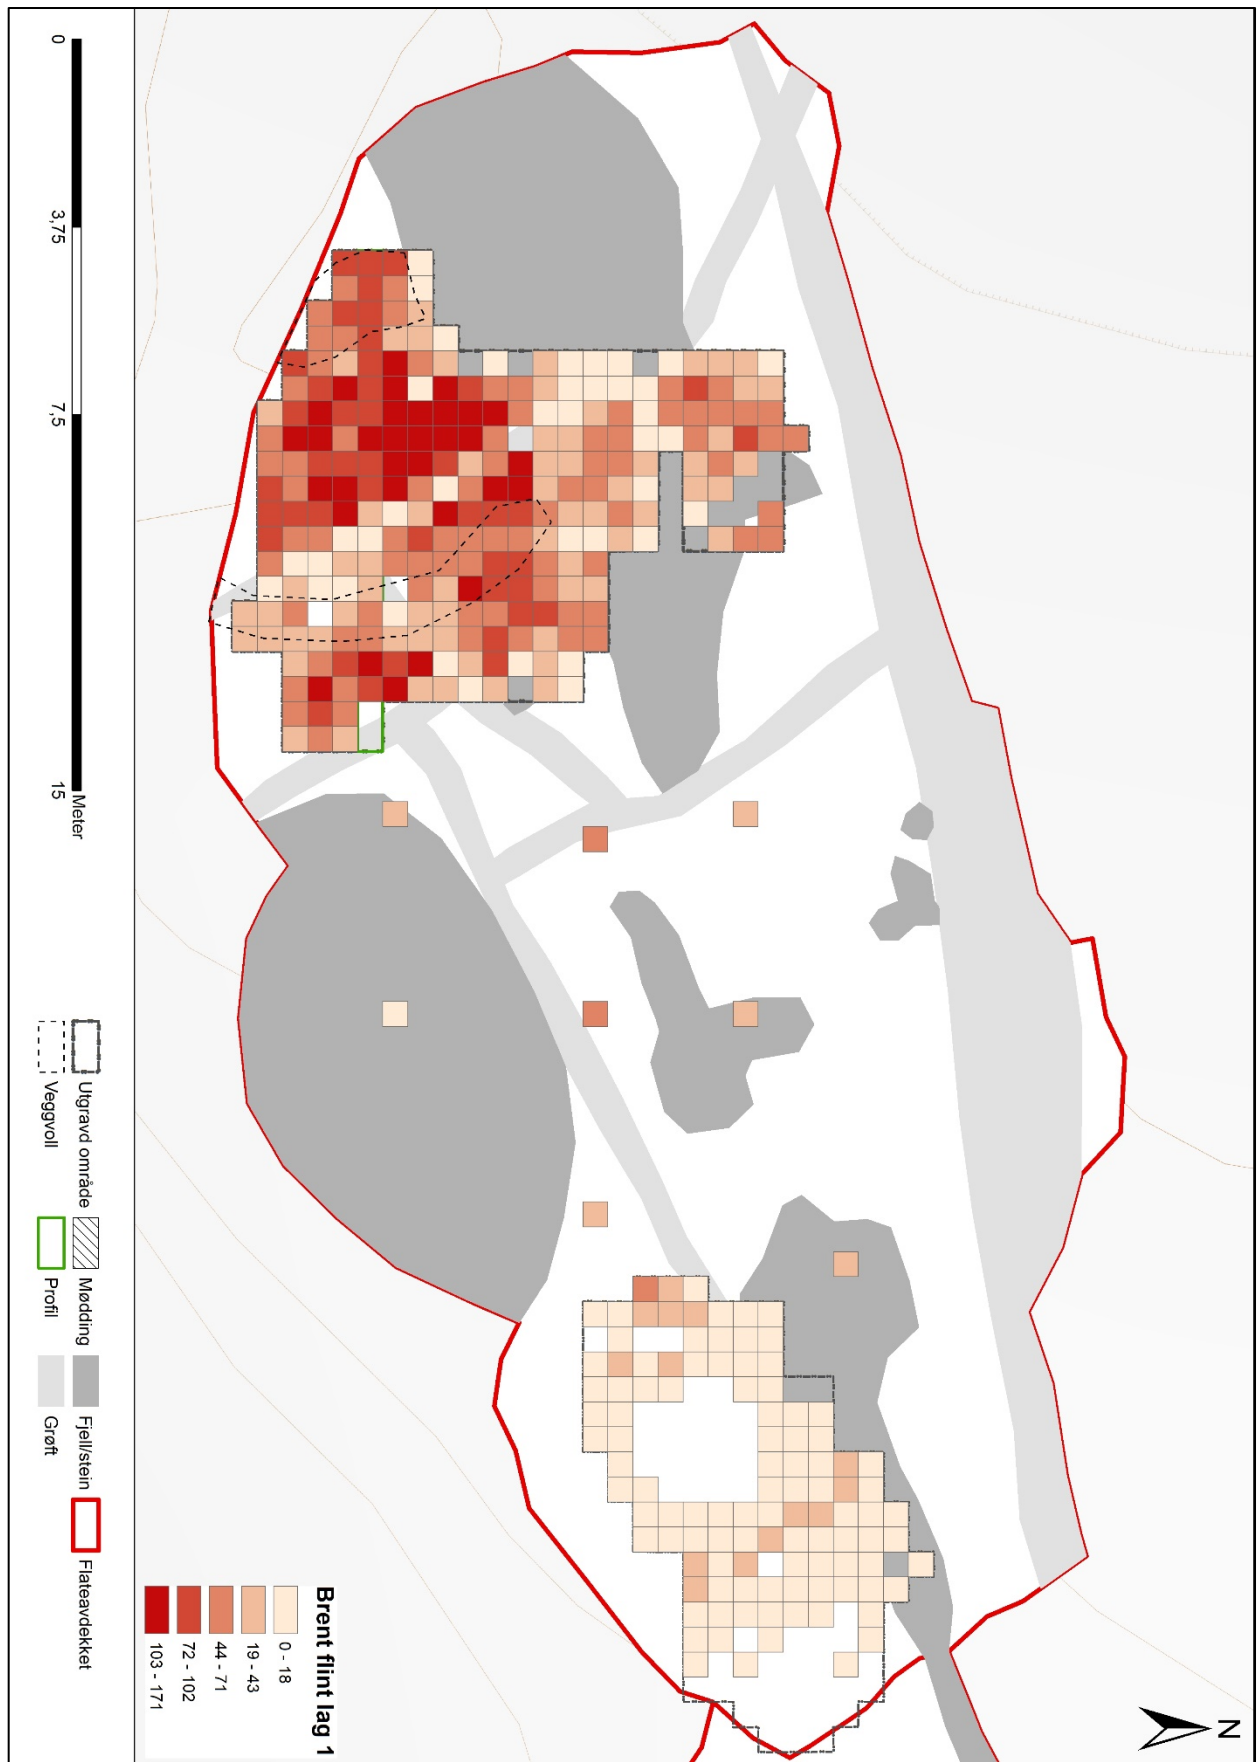 N
Brent flint lag 1
0 - 18
19 - 43
44 - 71
72 - 102
103 - 171
0
3,75
7,5
15
Meter
Utgravd område
Mødding
Fjell/stein
Flateavdekket
Veggvoll
Profil
Grøft